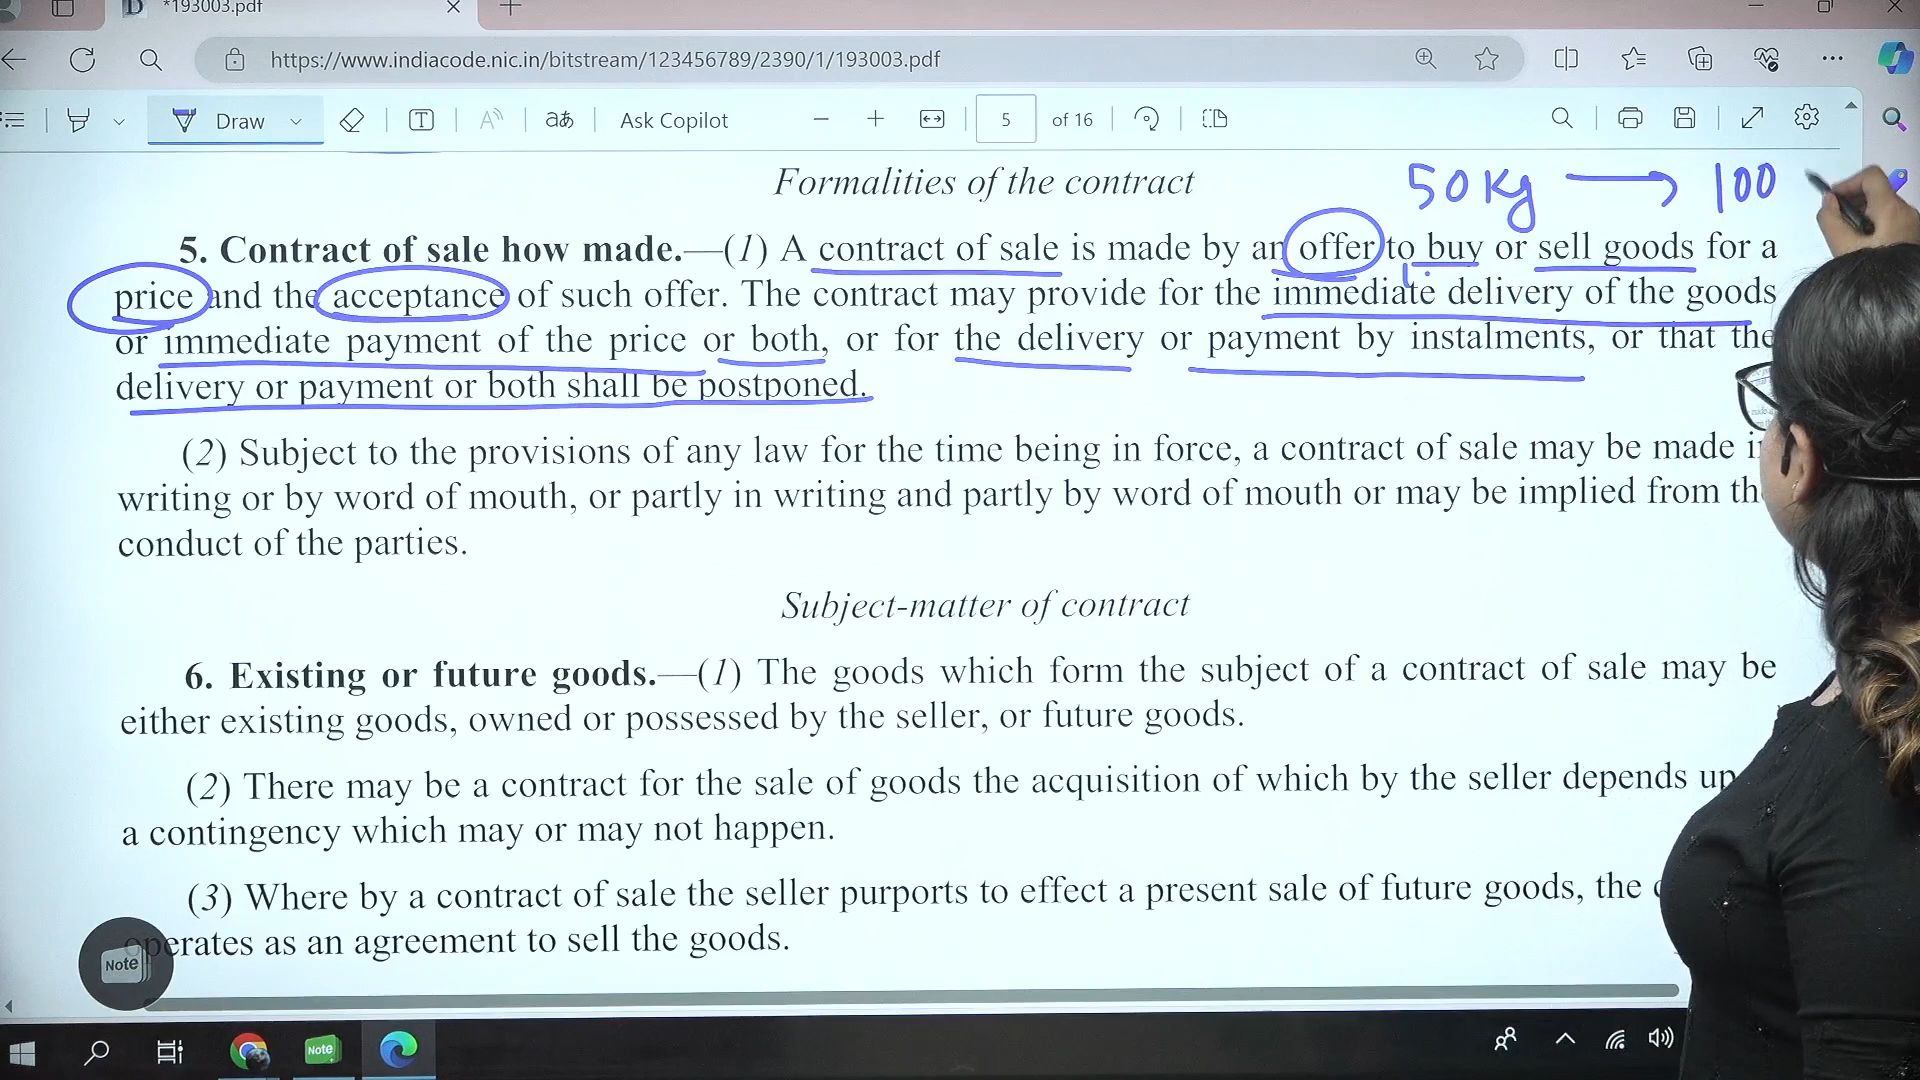 *193003.pdf
https://www.indiacode.nic.in/bitstream/123456789/2390/1/193003.pdf
Draw
aあ
Ask Copilot
5 of 16
Formalities of the contract
50 Kg → 100
5. Contract of sale how made.—(1) A contract of sale is made by an offer to buy or sell goods for a
price and the acceptance of such offer. The contract may provide for the immediate delivery of the goods
or immediate payment of the price or both, or for the delivery or payment by instalments, or that the
delivery or payment or both shall be postponed.
(2) Subject to the provisions of any law for the time being in force, a contract of sale may be made i
writing or by word of mouth, or partly in writing and partly by word of mouth or may be implied from th
conduct of the parties.
Subject-matter of contract
6. Existing or future goods.—(1) The goods which form the subject of a contract of sale may be
either existing goods, owned or possessed by the seller, or future goods.
(2) There may be a contract for the sale of goods the acquisition of which by the seller depends up
a contingency which may or may not happen.
(3) Where by a contract of sale the seller purports to effect a present sale of future goods, the
operates as an agreement to sell the goods.
Note
Note